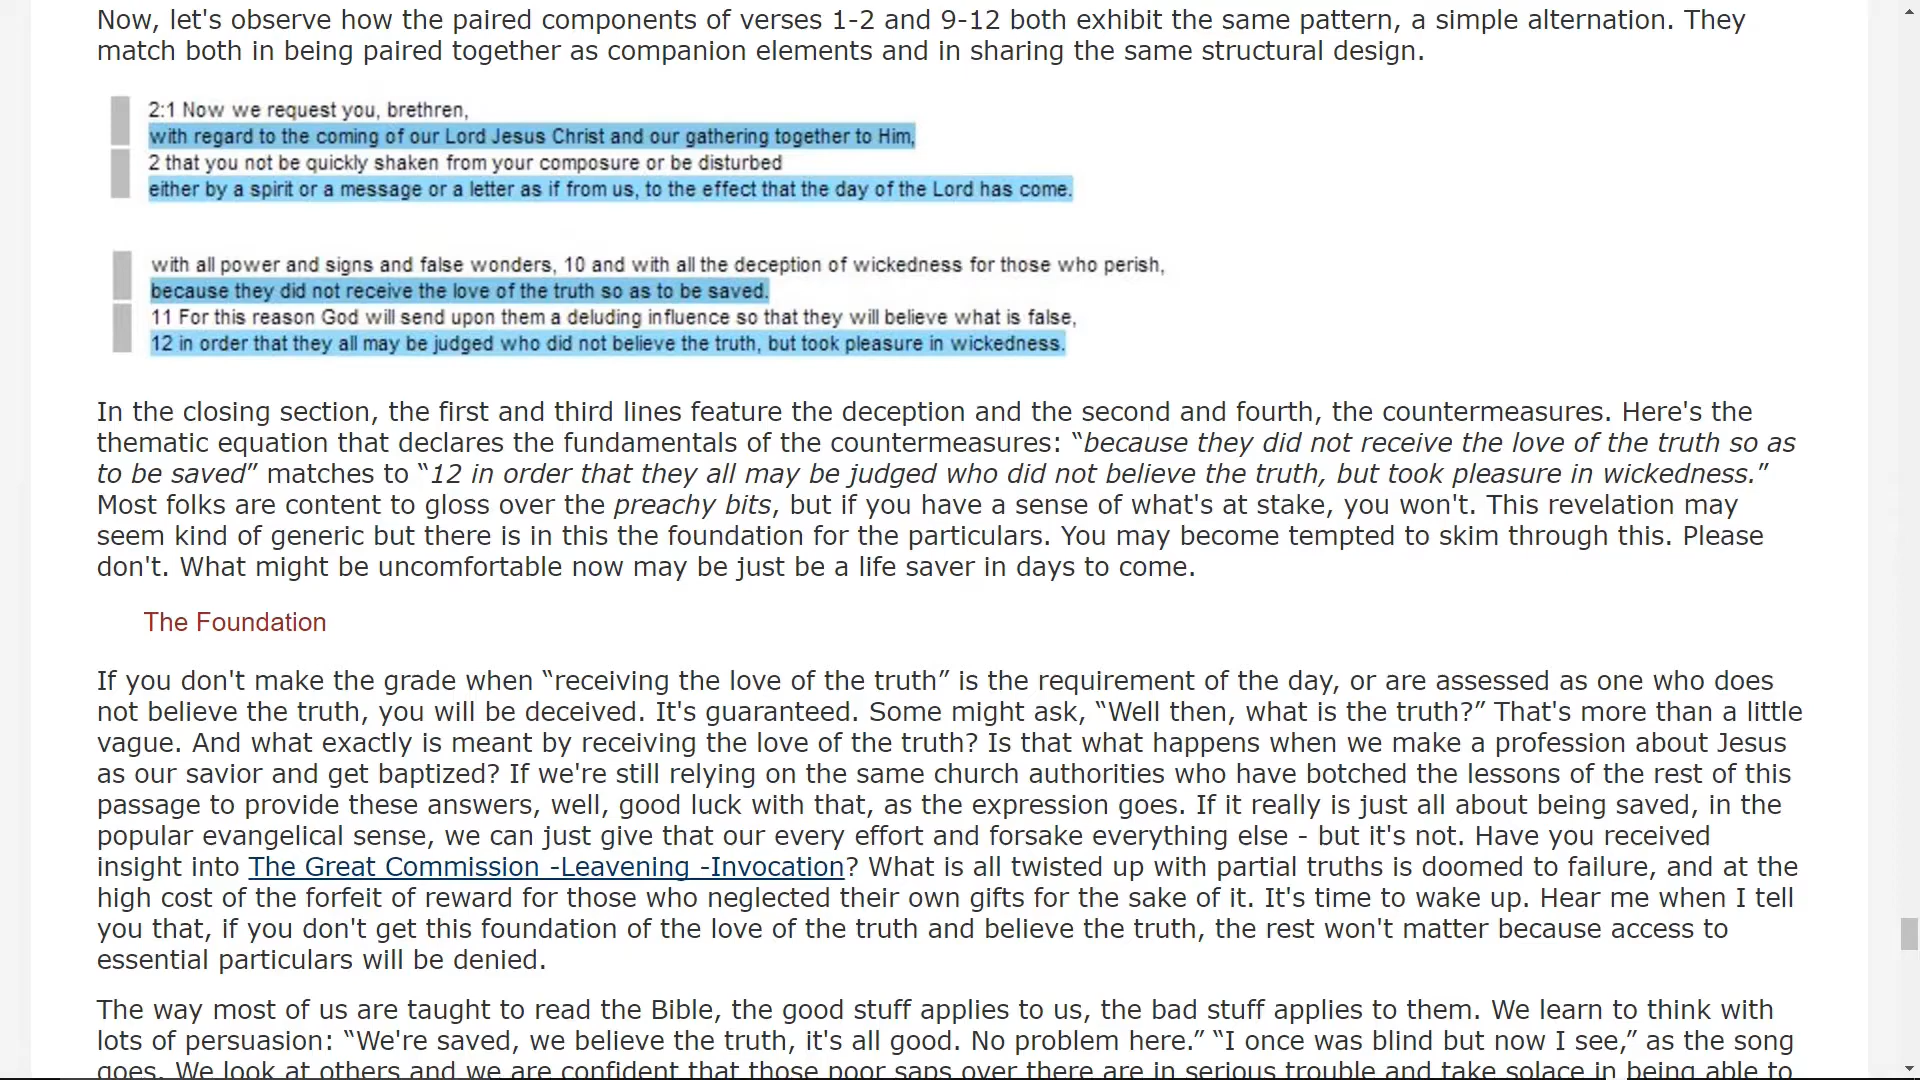 Now, let's observe how the paired components of verses 1-2 and 9-12 both exhibit the same pattern, a simple alternation. They
match both in being paired together as companion elements and in sharing the same structural design.
2:1 Now we request you, brethren,
with regard to the coming of our Lord Jesus Christ and our gathering together to Him,
2 that you not be quickly shaken from your composure or be disturbed
either by a spirit or a message or a letter as if from us, to the effect that the day of the Lord has come.
with all power and signs and false wonders, 10 and with all the deception of wickedness for those who perish,
because they did not receive the love of the truth so as to be saved.
11 For this reason God will send upon them a deluding influence so that they will believe what is false,
12 in order that they all may be judged who did not believe the truth, but took pleasure in wickedness.
In the closing section, the first and third lines feature the deception and the second and fourth, the countermeasures. Here's the
thematic equation that declares the fundamentals of the countermeasures: “because they did not receive the love of the truth so as
to be saved” matches to “12 in order that they all may be judged who did not believe the truth, but took pleasure in wickedness.”
Most folks are content to gloss over the preachy bits, but if you have a sense of what's at stake, you won't. This revelation may
seem kind of generic but there is in this the foundation for the particulars. You may become tempted to skim through this. Please
don't. What might be uncomfortable now may be just be a life saver in days to come.
The Foundation
If you don't make the grade when “receiving the love of the truth” is the requirement of the day, or are assessed as one who does
not believe the truth, you will be deceived. It's guaranteed. Some might ask, “Well then, what is the truth?” That's more than a little
vague. And what exactly is meant by receiving the love of the truth? Is that what happens when we make a profession about Jesus
as our savior and get baptized? If we're still relying on the same church authorities who have botched the lessons of the rest of this
passage to provide these answers, well, good luck with that, as the expression goes. If it really is just all about being saved, in the
popular evangelical sense, we can just give that our every effort and forsake everything else - but it's not. Have you received
insight into The Great Commission -Leavening -Invocation? What is all twisted up with partial truths is doomed to failure, and at the
high cost of the forfeit of reward for those who neglected their own gifts for the sake of it. It's time to wake up. Hear me when I tell
you that, if you don't get this foundation of the love of the truth and believe the truth, the rest won't matter because access to
essential particulars will be denied.
The way most of us are taught to read the Bible, the good stuff applies to us, the bad stuff applies to them. We learn to think with
lots of persuasion: “We're saved, we believe the truth, it's all good. No problem here.” “I once was blind but now I see,” as the song
goes. We look at others and we are confident that those poor saps over there are in serious trouble and take solace in being able to